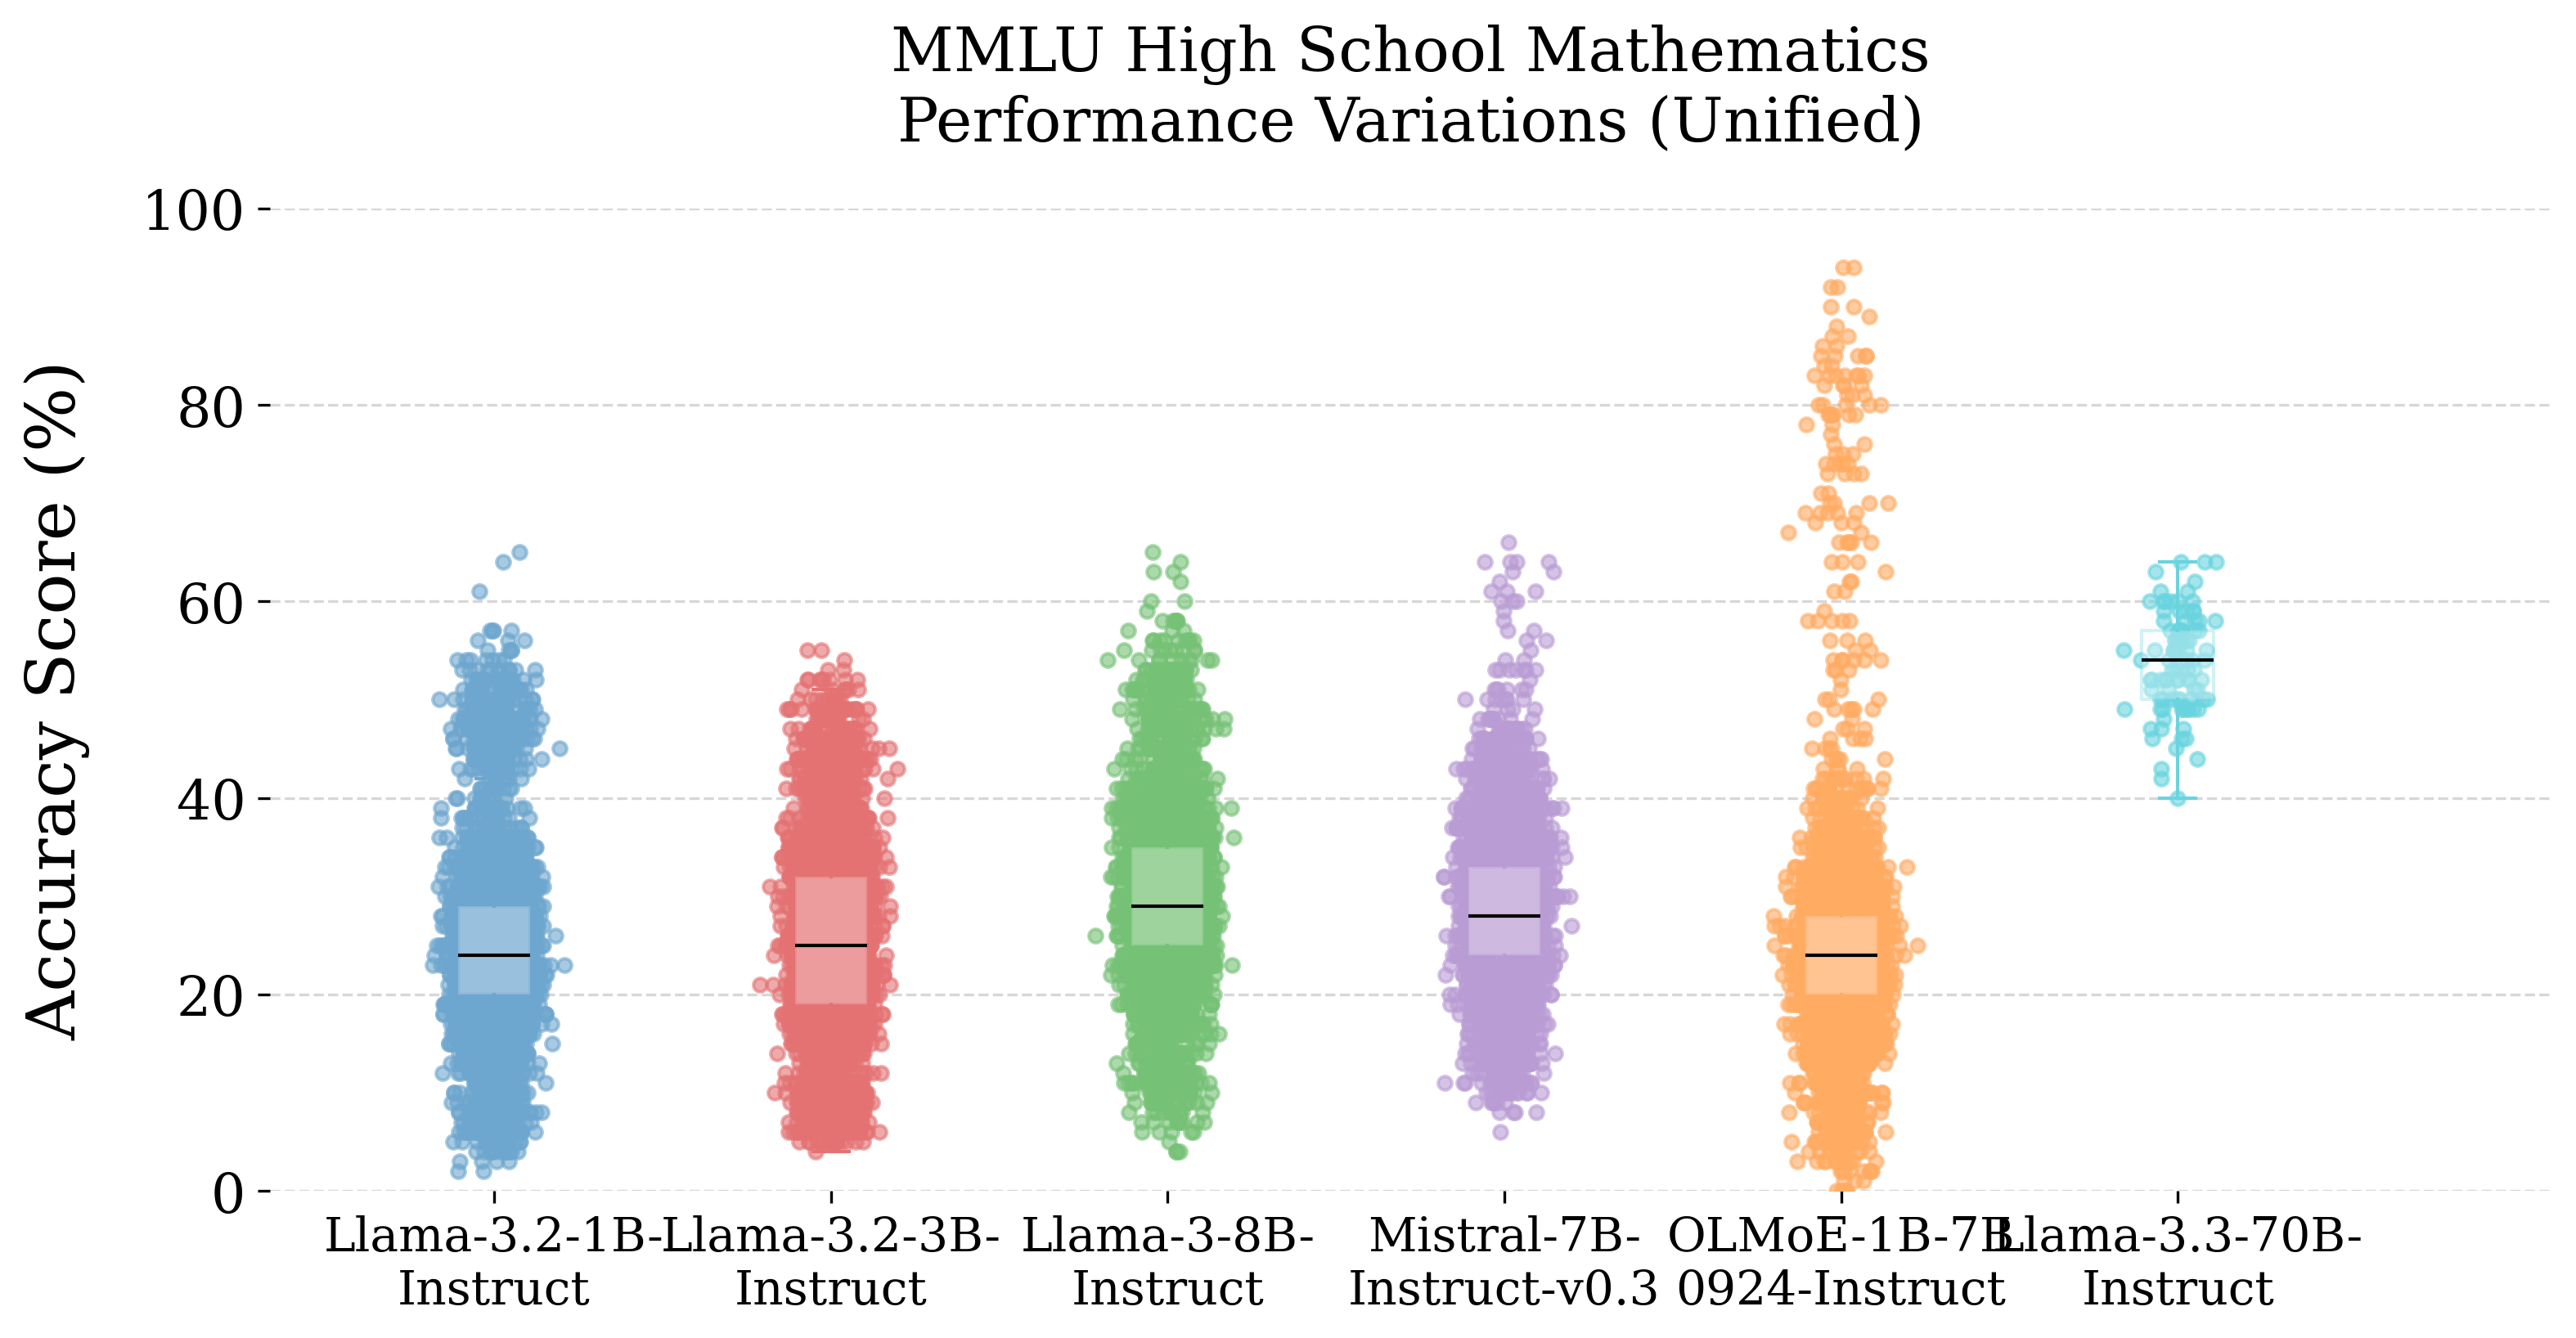 MMLU High School Mathematics
Performance Variations (Unified)
Accuracy Score (%)
100
80
60
40
20
0
Llama-3.2-1B-
Instruct
Llama-3.2-3B-
Instruct
Llama-3-8B-
Instruct
Mistral-7B-
Instruct-v0.3
OLMoE-1B-7B
0924-Instruct
Llama-3.3-70B-
Instruct